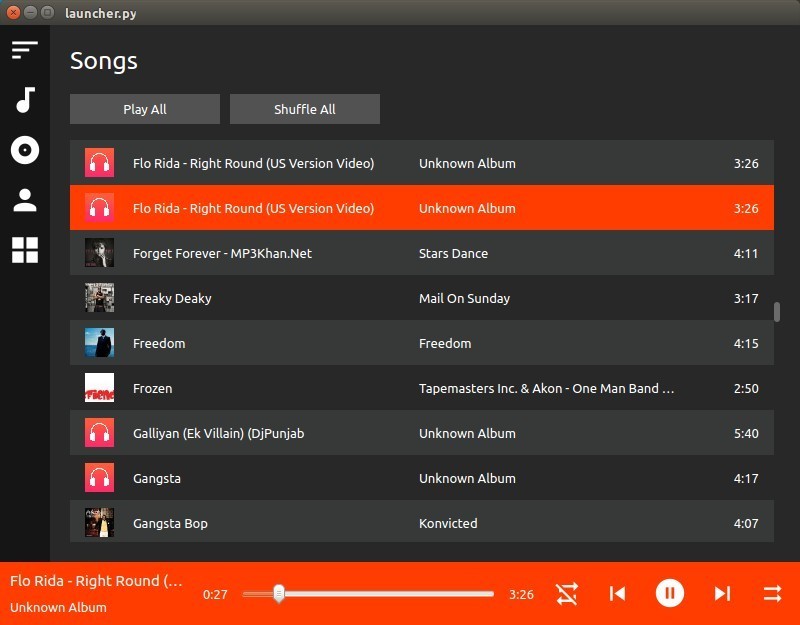 launcher.py
Songs
Play All Shuffle All
Flo Rida - Right Round (US Version Video) Unknown Album 3:26
Flo Rida - Right Round (US Version Video) Unknown Album 3:26
Forget Forever - MP3Khan.Net Stars Dance 4:11
Freaky Deaky Mail On Sunday 3:17
Freedom Freedom 4:15
Frozen Tapemasters Inc. & Akon - One Man Band … 2:50
Galliyan (Ek Villain) (DjPunjab Unknown Album 5:40
Gangsta Unknown Album 4:17
Gangsta Bop Konvicted 4:07
Flo Rida - Right Round (…
0:27 3:26
Unknown Album